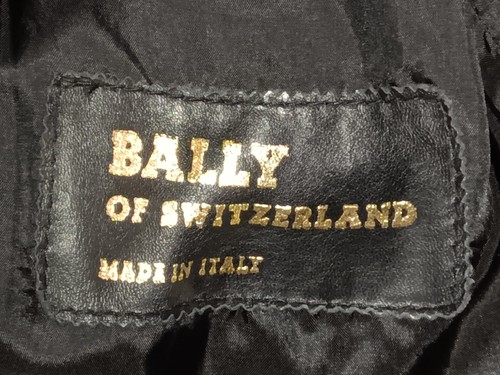 BALLY
OF SWITZERLAND
MADE IN ITALY